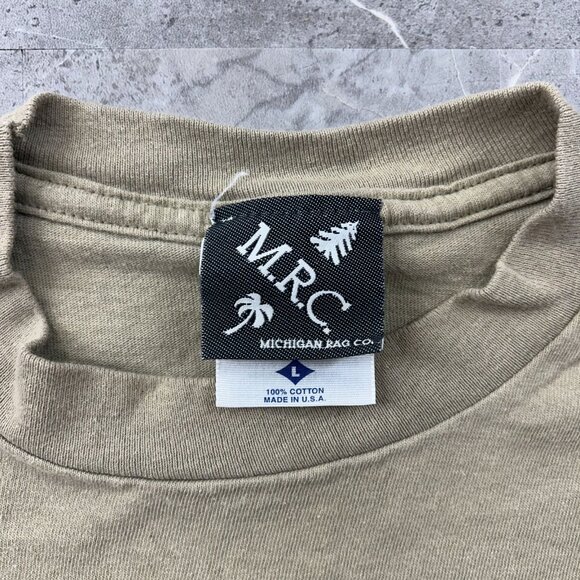 M.R.C.
MICHIGAN RAG CO.
L
100% COTTON
MADE IN U.S.A.